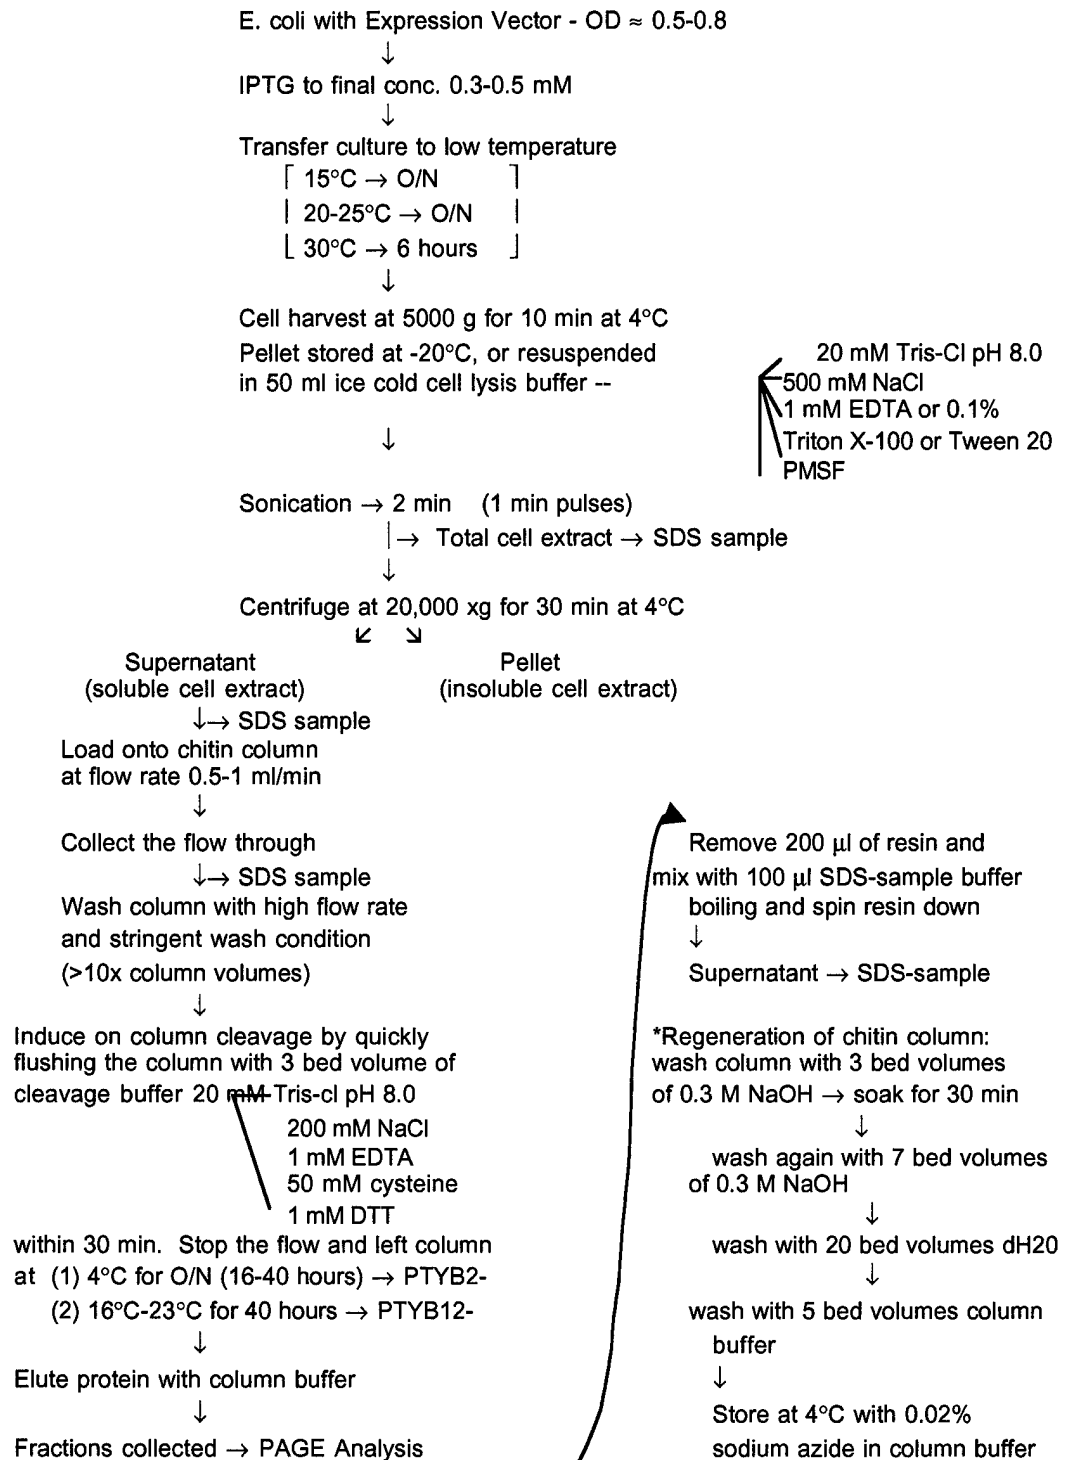 E. coli with Expression Vector - OD ≈ 0.5-0.8
↓
IPTG to final conc. 0.3-0.5 mM
↓
Transfer culture to low temperature
⎡ 15°C → O/N ⎤
| 20-25°C → O/N |
⎣ 30°C → 6 hours ⎦
↓
Cell harvest at 5000 g for 10 min at 4°C
Pellet stored at -20°C, or resuspended
in 50 ml ice cold cell lysis buffer --
20 mM Tris-Cl pH 8.0
500 mM NaCl
1 mM EDTA or 0.1%
Triton X-100 or Tween 20
PMSF
↓
Sonication → 2 min (1 min pulses)
|→ Total cell extract → SDS sample
↓
Centrifuge at 20,000 xg for 30 min at 4°C
↙ ↘
Supernatant
(soluble cell extract)
Pellet
(insoluble cell extract)
↓→ SDS sample
Load onto chitin column
at flow rate 0.5-1 ml/min
↓
Collect the flow through
↓→ SDS sample
Wash column with high flow rate
and stringent wash condition
(>10x column volumes)
↓
Induce on column cleavage by quickly
flushing the column with 3 bed volume of
cleavage buffer 20 mM Tris-cl pH 8.0
200 mM NaCl
1 mM EDTA
50 mM cysteine
1 mM DTT
within 30 min. Stop the flow and left column
at (1) 4°C for O/N (16-40 hours) → PTYB2-
(2) 16°C-23°C for 40 hours → PTYB12-
↓
Elute protein with column buffer
↓
Fractions collected → PAGE Analysis
Remove 200 μl of resin and
mix with 100 μl SDS-sample buffer
boiling and spin resin down
↓
Supernatant → SDS-sample
*Regeneration of chitin column:
wash column with 3 bed volumes
of 0.3 M NaOH → soak for 30 min
↓
wash again with 7 bed volumes
of 0.3 M NaOH
↓
wash with 20 bed volumes dH20
↓
wash with 5 bed volumes column
buffer
↓
Store at 4°C with 0.02%
sodium azide in column buffer